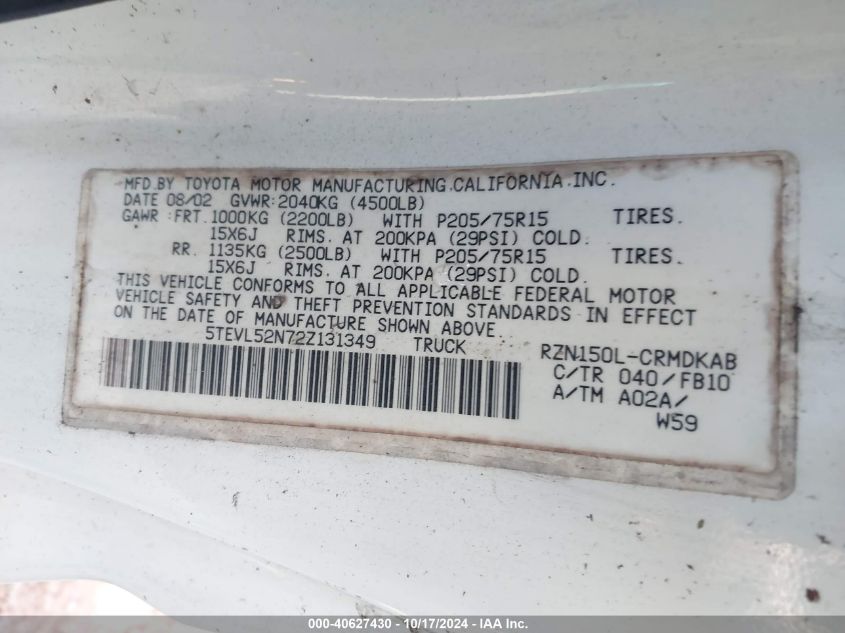 MFD.BY TOYOTA MOTOR MANUFACTURING.CALIFORNIA.INC.
DATE 08/02 GVWR:2040KG (4500LB)
GAWR :FRT.1000KG (2200LB) WITH P205/75R15 TIRES.
15X6J RIMS. AT 200KPA (29PSI) COLD.
RR. 1135KG (2500LB) WITH P205/75R15 TIRES.
15X6J RIMS. AT 200KPA (29PSI) COLD.
THIS VEHICLE CONFORMS TO ALL APPLICABLE FEDERAL MOTOR
VEHICLE SAFETY AND THEFT PREVENTION STANDARDS IN EFFECT
ON THE DATE OF MANUFACTURE SHOWN ABOVE.
5TEVL52N72Z131349 TRUCK RZN150L-CRMDKAB
C/TR 040/FB10
A/TM A02A/
W59
000-40627430 - 10/17/2024 - IAA Inc.